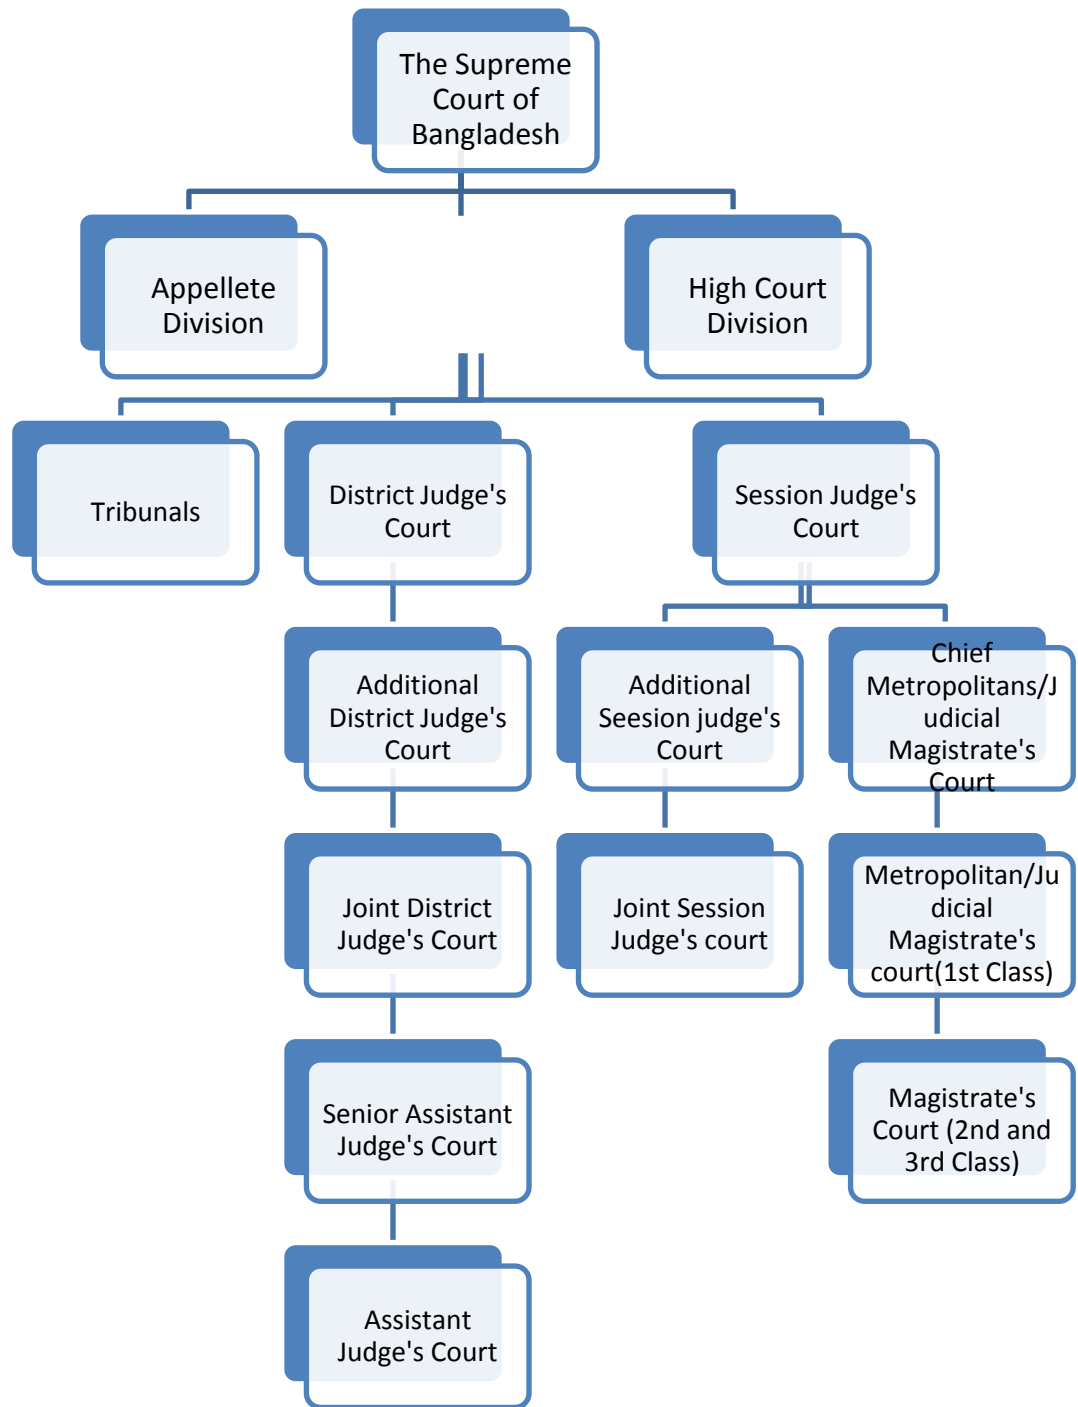 The Supreme
Court of
Bangladesh
Appellete
Division
High Court
Division
Tribunals
District Judge's
Court
Session Judge's
Court
Additional
District Judge's
Court
Additional
Seesion judge's
Court
Chief
Metropolitans/J
udicial
Magistrate's
Court
Joint District
Judge's Court
Joint Session
Judge's court
Metropolitan/Ju
dicial
Magistrate's
court(1st Class)
Senior Assistant
Judge's Court
Magistrate's
Court (2nd and
3rd Class)
Assistant
Judge's Court